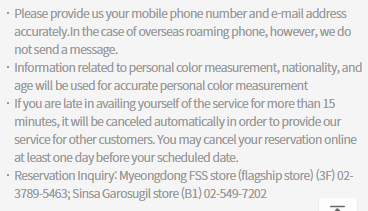 · Please provide us your mobile phone number and e-mail address
accurately.In the case of overseas roaming phone, however, we do
not send a message.
· Information related to personal color measurement, nationality, and
age will be used for accurate personal color measurement
· If you are late in availing yourself of the service for more than 15
minutes, it will be canceled automatically in order to provide our
service for other customers. You may cancel your reservation online
at least one day before your scheduled date.
· Reservation Inquiry: Myeongdong FSS store (flagship store) (3F) 02-
3789-5463; Sinsa Garosugil store (B1) 02-549-7202